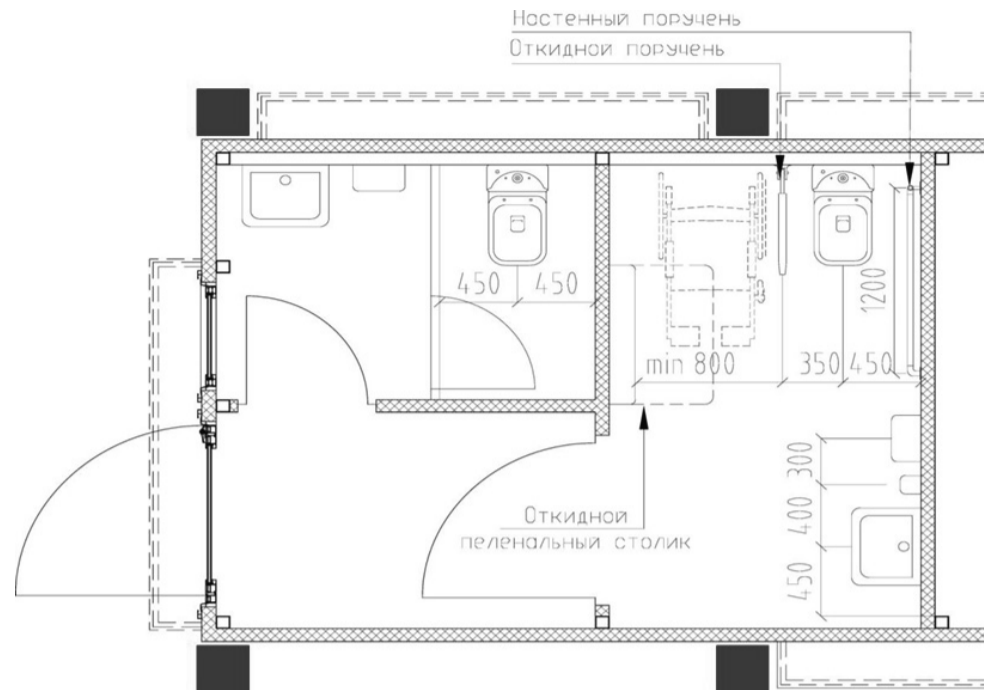 Настенный поручень
Откидной поручень
450 450
1200
min 800 350 450
300
400
450
Откидной
пеленальный столик